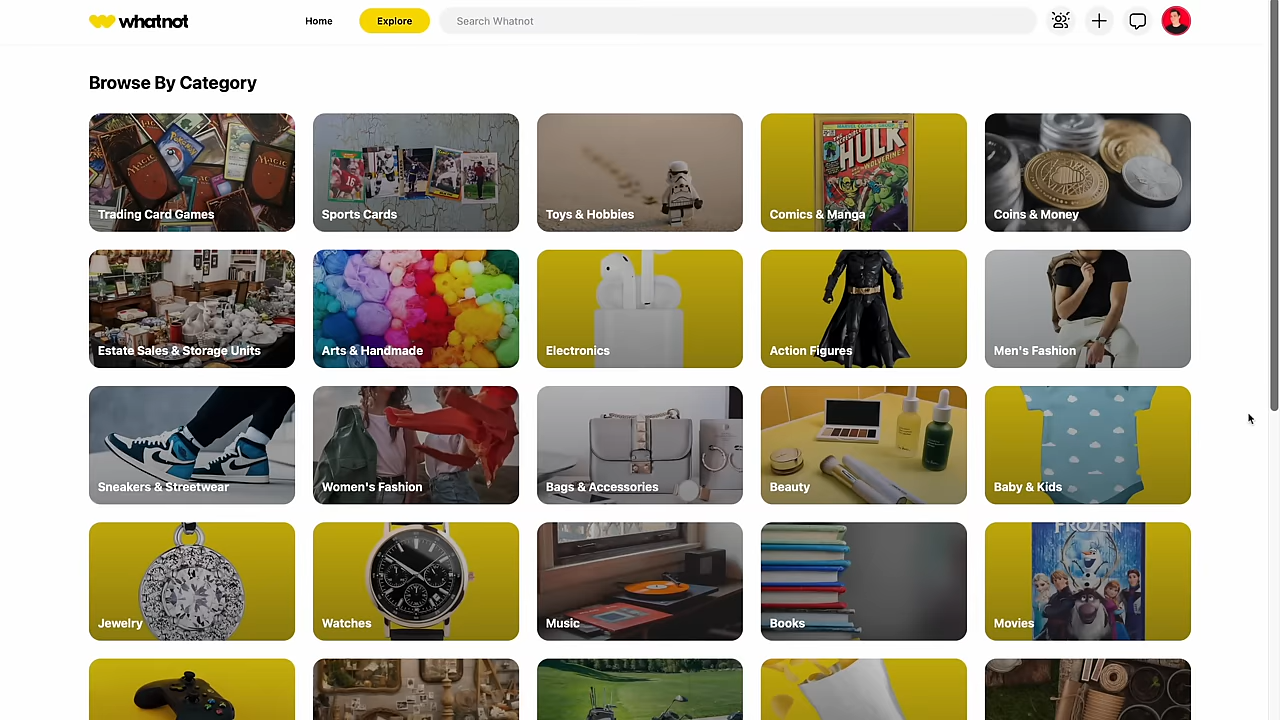 whatnot
Home
Explore
Search Whatnot
Browse By Category
Trading Card Games
Sports Cards
Toys & Hobbies
HULK
Comics & Manga
Coins & Money
Estate Sales & Storage Units
Arts & Handmade
Electronics
Action Figures
Men's Fashion
Sneakers & Streetwear
Women's Fashion
Bags & Accessories
Beauty
Baby & Kids
Jewelry
Watches
Music
Books
FROZEN
Movies